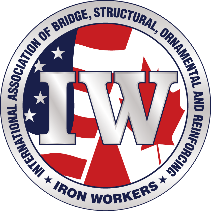 INTERNATIONAL ASSOCIATION OF BRIDGE, STRUCTURAL, ORNAMENTAL AND REINFORCING
IW
IRON WORKERS